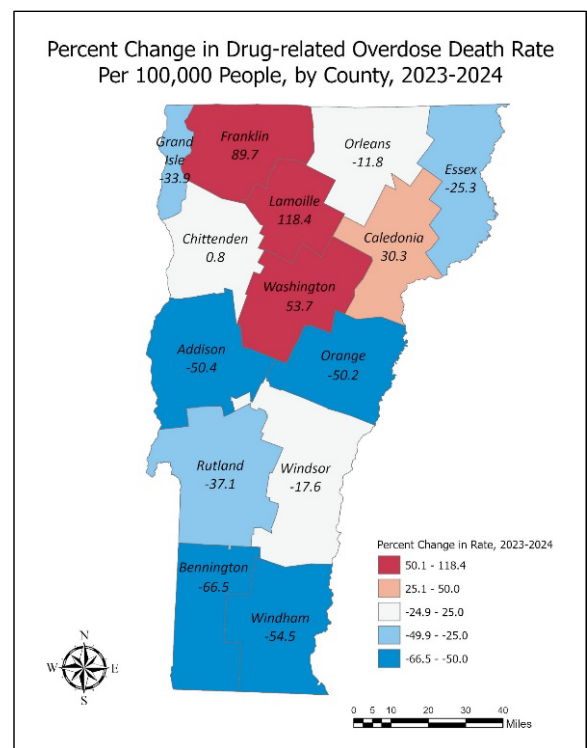 Percent Change in Drug-related Overdose Death Rate
Per 100,000 People, by County, 2023-2024
Franklin
89.7
Orleans
-11.8
Grand
Isle
-33.9
Essex
-25.3
Lamoille
118.4
Chittenden
0.8
Caledonia
30.3
Washington
53.7
Addison
-50.4
Orange
-50.2
Rutland
-37.1
Windsor
-17.6
Bennington
-66.5
Windham
-54.5
Percent Change in Rate, 2023-2024
50.1 - 118.4
25.1 - 50.0
-24.9 - 25.0
-49.9 - -25.0
-66.5 - -50.0
N
W E
S
0 5 10 20 30 40
Miles